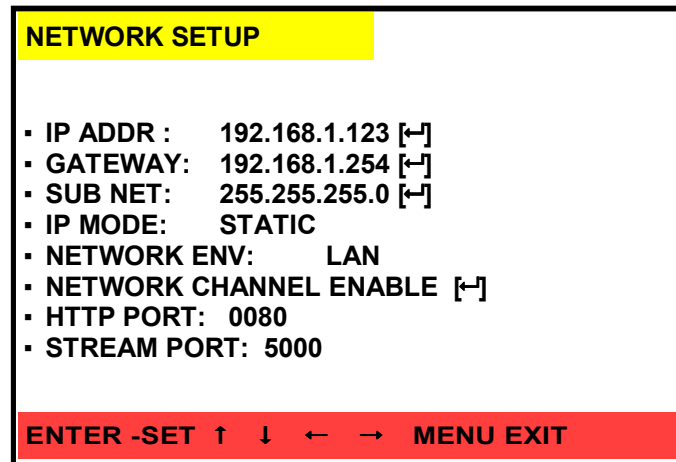 NETWORK SETUP
▪ IP ADDR : 192.168.1.123 [↵]
▪ GATEWAY: 192.168.1.254 [↵]
▪ SUB NET: 255.255.255.0 [↵]
▪ IP MODE: STATIC
▪ NETWORK ENV: LAN
▪ NETWORK CHANNEL ENABLE [↵]
▪ HTTP PORT: 0080
▪ STREAM PORT: 5000
ENTER -SET ↑ ↓ ← → MENU EXIT